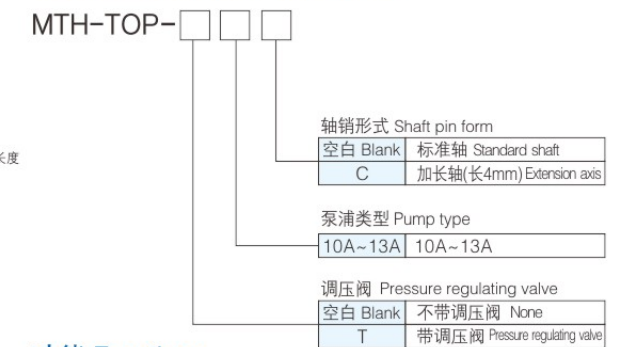 MTH-TOP-□□□
轴销形式 Shaft pin form
空白 Blank 标准轴 Standard shaft
C 加长轴(长4mm) Extension axis
长度
泵浦类型 Pump type
10A~13A 10A~13A
调压阀 Pressure regulating valve
空白 Blank 不带调压阀 None
T 带调压阀 Pressure regulating valve